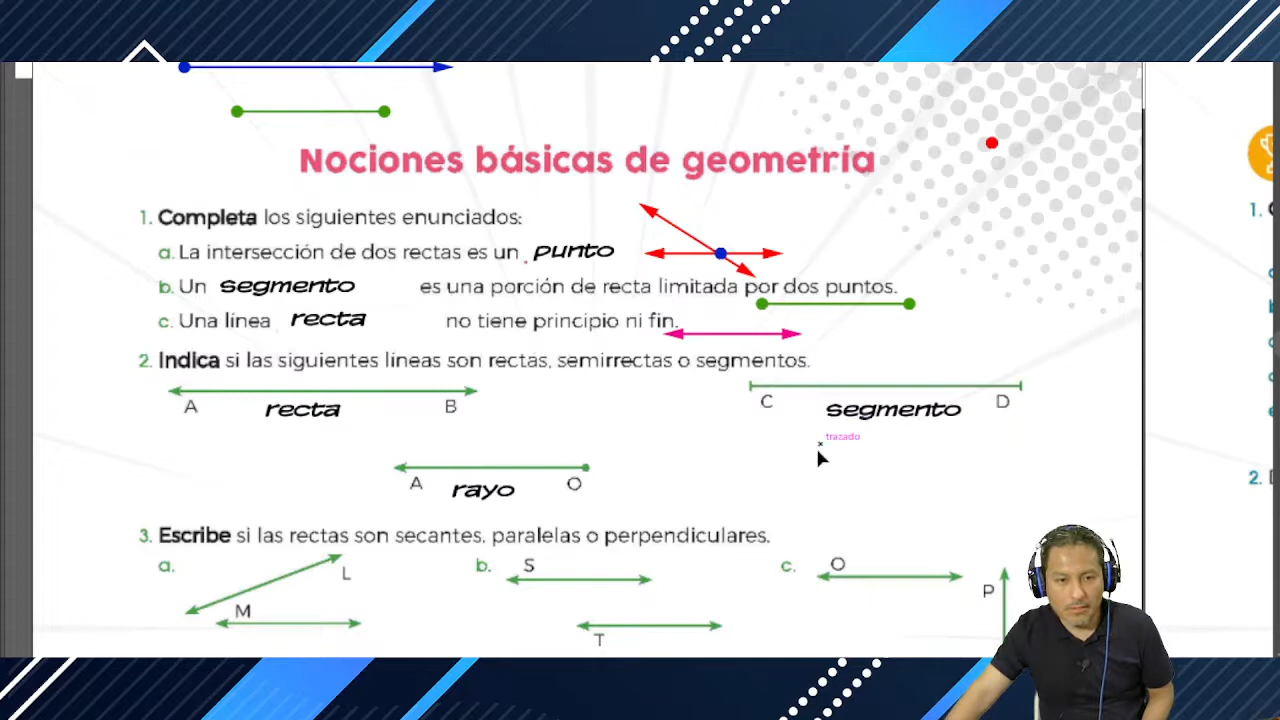 Nociones básicas de geometría
1. Completa los siguientes enunciados:
a. La intersección de dos rectas es un punto
b. Un segmento es una porción de recta limitada por dos puntos.
c. Una línea recta no tiene principio ni fin.
2. Indica si las siguientes líneas son rectas, semirrectas o segmentos.
A recta B
C segmento D
trazado
A rayo O
3. Escribe si las rectas son secantes, paralelas o perpendiculares.
a. L M
b. S T
c. O P
1.
2.